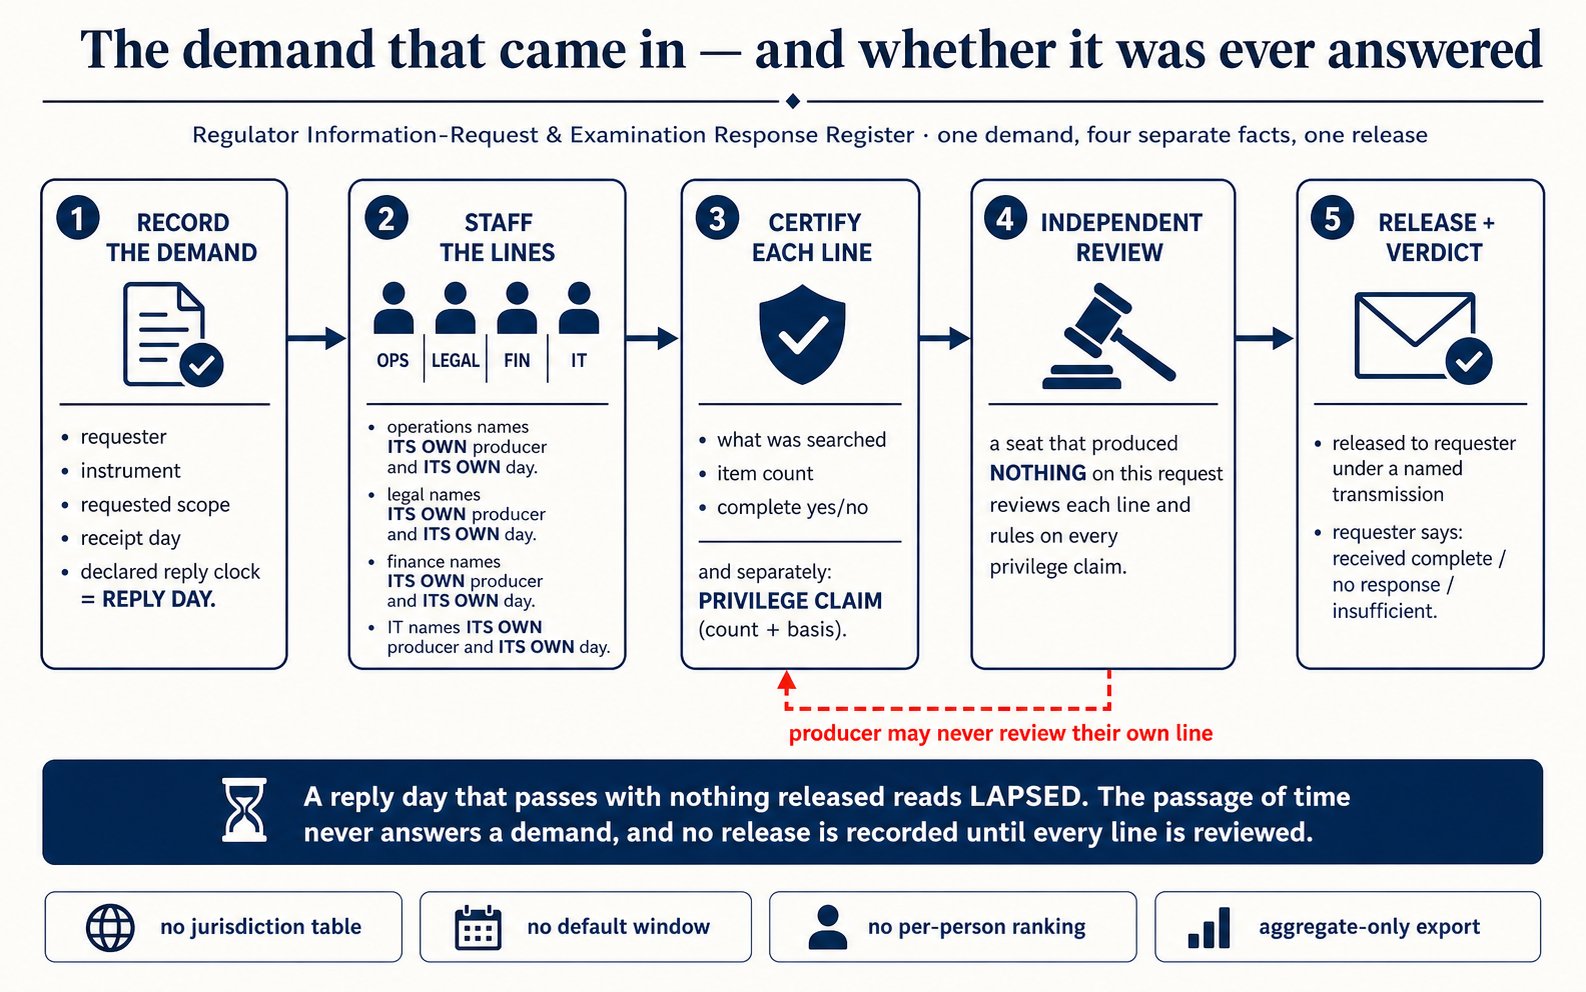 The demand that came in — and whether it was ever answered
Regulator Information-Request & Examination Response Register · one demand, four separate facts, one release
1
RECORD
THE DEMAND
• requester
• instrument
• requested scope
• receipt day
• declared reply clock
= REPLY DAY.
2
STAFF
THE LINES
OPS
LEGAL
FIN
IT
• operations names
ITS OWN producer
and ITS OWN day.
• legal names
ITS OWN producer
and ITS OWN day.
• finance names
ITS OWN producer
and ITS OWN day.
• IT names ITS OWN
producer and ITS OWN day.
3
CERTIFY
EACH LINE
• what was searched
• item count
• complete yes/no
and separately:
PRIVILEGE CLAIM
(count + basis).
4
INDEPENDENT
REVIEW
a seat that produced
NOTHING on this request
reviews each line and
rules on every
privilege claim.
5
RELEASE +
VERDICT
• released to requester
under a named
transmission
• requester says:
received complete /
no response /
insufficient.
producer may never review their own line
A reply day that passes with nothing released reads LAPSED. The passage of time
never answers a demand, and no release is recorded until every line is reviewed.
no jurisdiction table
no default window
no per-person ranking
aggregate-only export